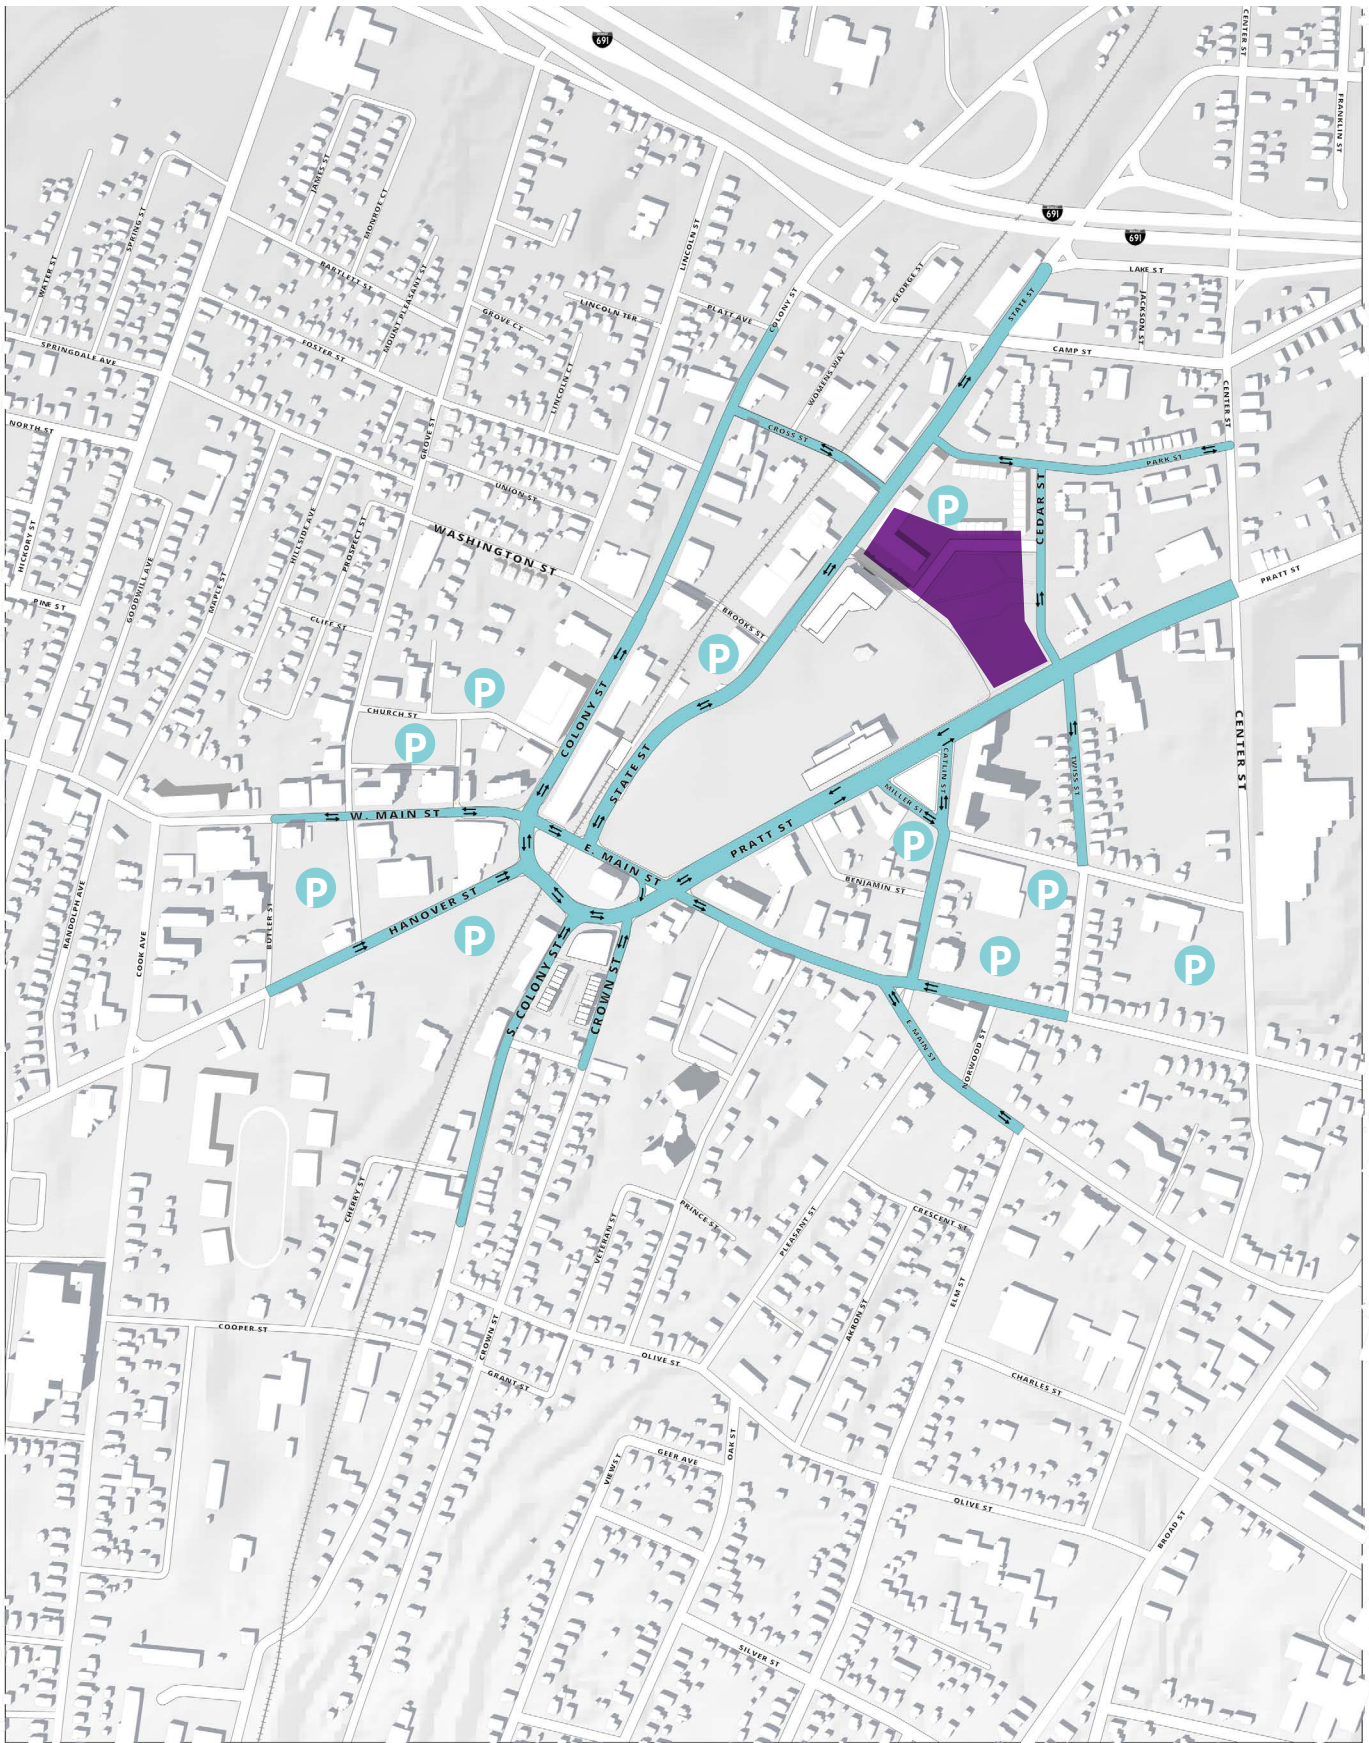 CENTER ST
691
FRANKLIN ST
JAMES ST
MONROE CT
SPRING ST
691
691
WATER ST
LINCOLN ST
GEORGE ST
LAKE ST
BARTLETT ST
MOUNT PLEASANT ST
LINCOLN TER
PLATT AVE
COLONY ST
STATE ST
JACKSON ST
GROVE CT
SPRINGDALE AVE
FOSTER ST
CAMP ST
WOMENS WAY
LINCOLN CT
CENTER ST
NORTH ST
GROVE ST
CROSS ST
PARK ST
UNION ST
P
CEDAR ST
HICKORY ST
HILLSIDE AVE
PROSPECT ST
WASHINGTON ST
GOODWILL AVE
MAPLE ST
PRATT ST
PINE ST
CLIFF ST
BROOKS ST
P
P
CHURCH ST
COLONY ST
P
CENTER ST
STATE ST
CATLIN ST
TWISS ST
MILLER ST
W. MAIN ST
PRATT ST
P
E. MAIN ST
BENJAMIN ST
P
P
HANOVER ST
RANDOLPH AVE
BUTLER ST
COOK AVE
P
P
P
S. COLONY ST
CROWN ST
E MAIN ST
NORWOOD ST
CHERRY ST
PRINCE ST
CRESCENT ST
VETERAN ST
PLEASANT ST
ELM ST
AKRON ST
COOPER ST
CROWN ST
OLIVE ST
GRANT ST
CHARLES ST
OAK ST
GEER AVE
VIEW ST
OLIVE ST
BROAD ST
SILVER ST